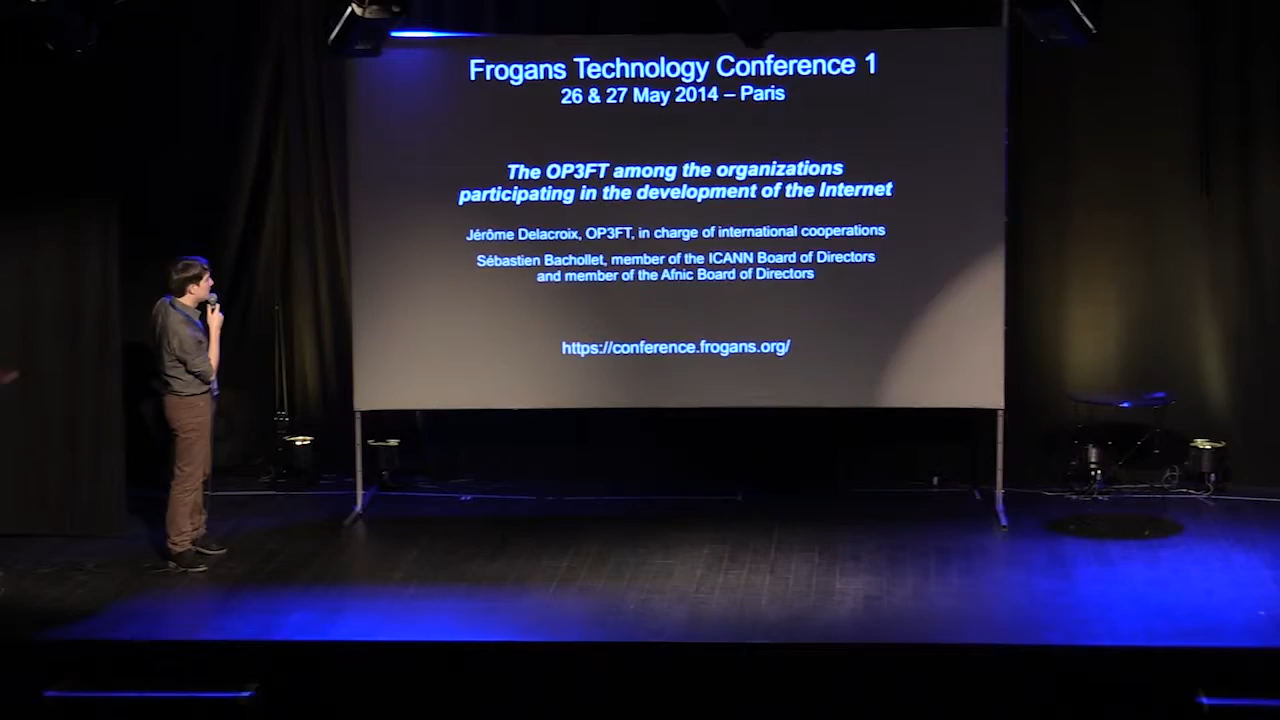 Frogans Technology Conference 1
26 & 27 May 2014 – Paris
The OP3FT among the organizations
participating in the development of the Internet
Jérôme Delacroix, OP3FT, in charge of international cooperations
Sébastien Bachollet, member of the ICANN Board of Directors
and member of the Afnic Board of Directors
https://conference.frogans.org/